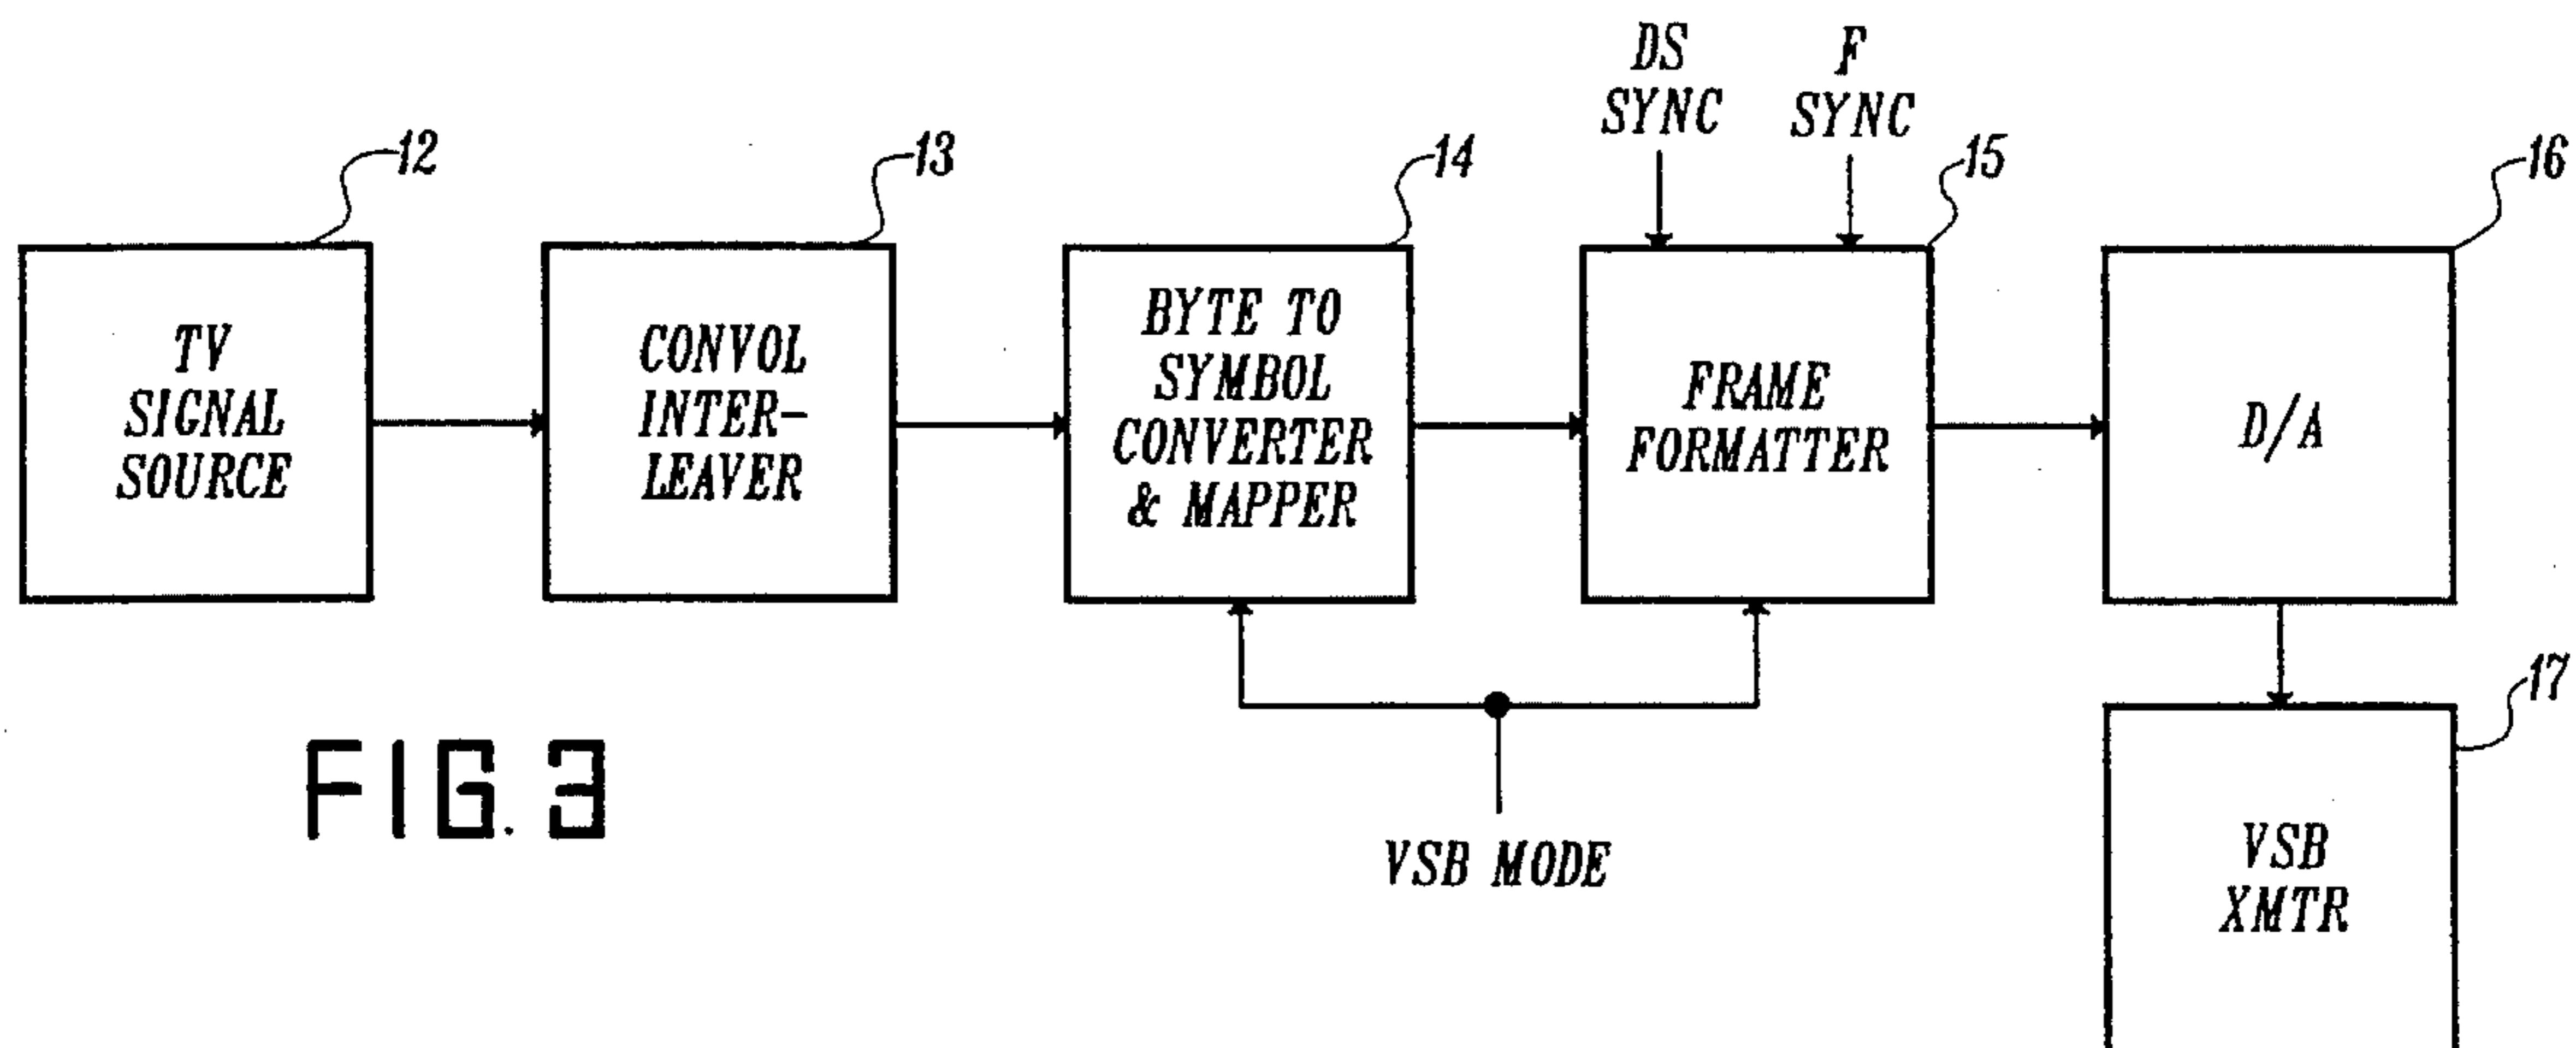 DS
SYNC
F
SYNC
12
13
14
15
16
TV
SIGNAL
SOURCE
CONVOL
INTER-
LEAVER
BYTE TO
SYMBOL
CONVERTER
& MAPPER
FRAME
FORMATTER
D/A
17
VSB MODE
VSB
XMTR
FIG. 3